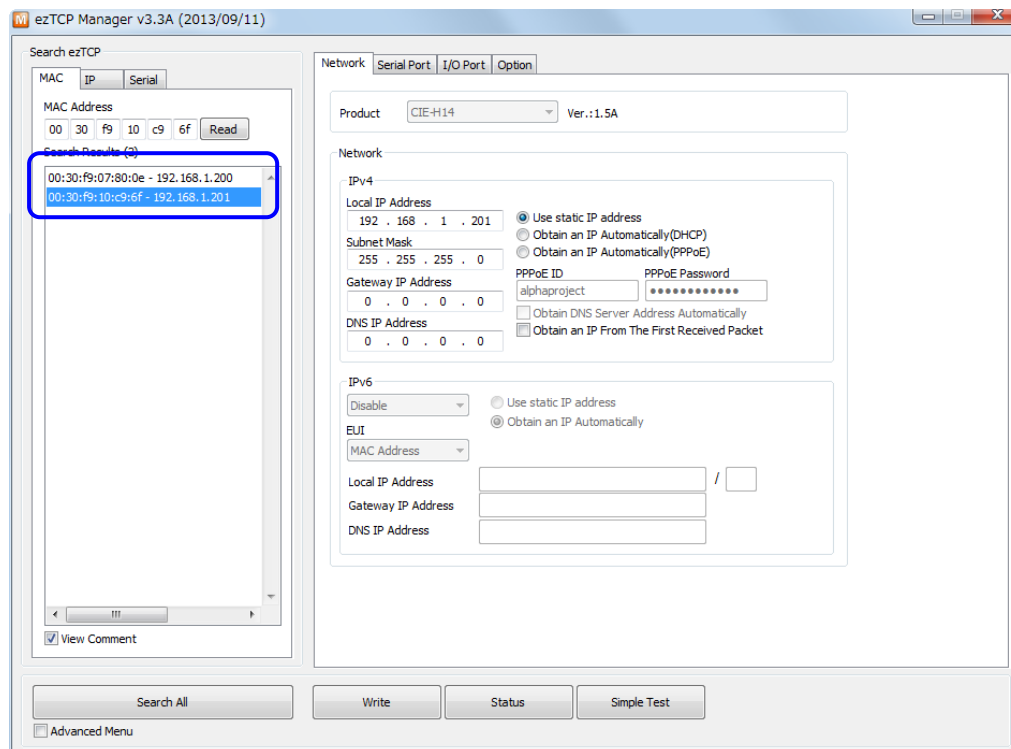 ezTCP Manager v3.3A (2013/09/11)
Search ezTCP
MAC IP Serial
MAC Address
00 30 f9 10 c9 6f Read
Search Results (2)
00:30:f9:07:80:0e - 192.168.1.200
00:30:f9:10:c9:6f - 192.168.1.201
View Comment
Search All
Advanced Menu
Network Serial Port I/O Port Option
Product CIE-H14 Ver.:1.5A
Network
IPv4
Local IP Address
192 . 168 . 1 . 201
Subnet Mask
255 . 255 . 255 . 0
Gateway IP Address
0 . 0 . 0 . 0
DNS IP Address
0 . 0 . 0 . 0
Use static IP address
Obtain an IP Automatically(DHCP)
Obtain an IP Automatically(PPPoE)
PPPoE ID PPPoE Password
alphaproject ••••••••••••
Obtain DNS Server Address Automatically
Obtain an IP From The First Received Packet
IPv6
Disable
Use static IP address
Obtain an IP Automatically
EUI
MAC Address
Local IP Address /
Gateway IP Address
DNS IP Address
Write Status Simple Test